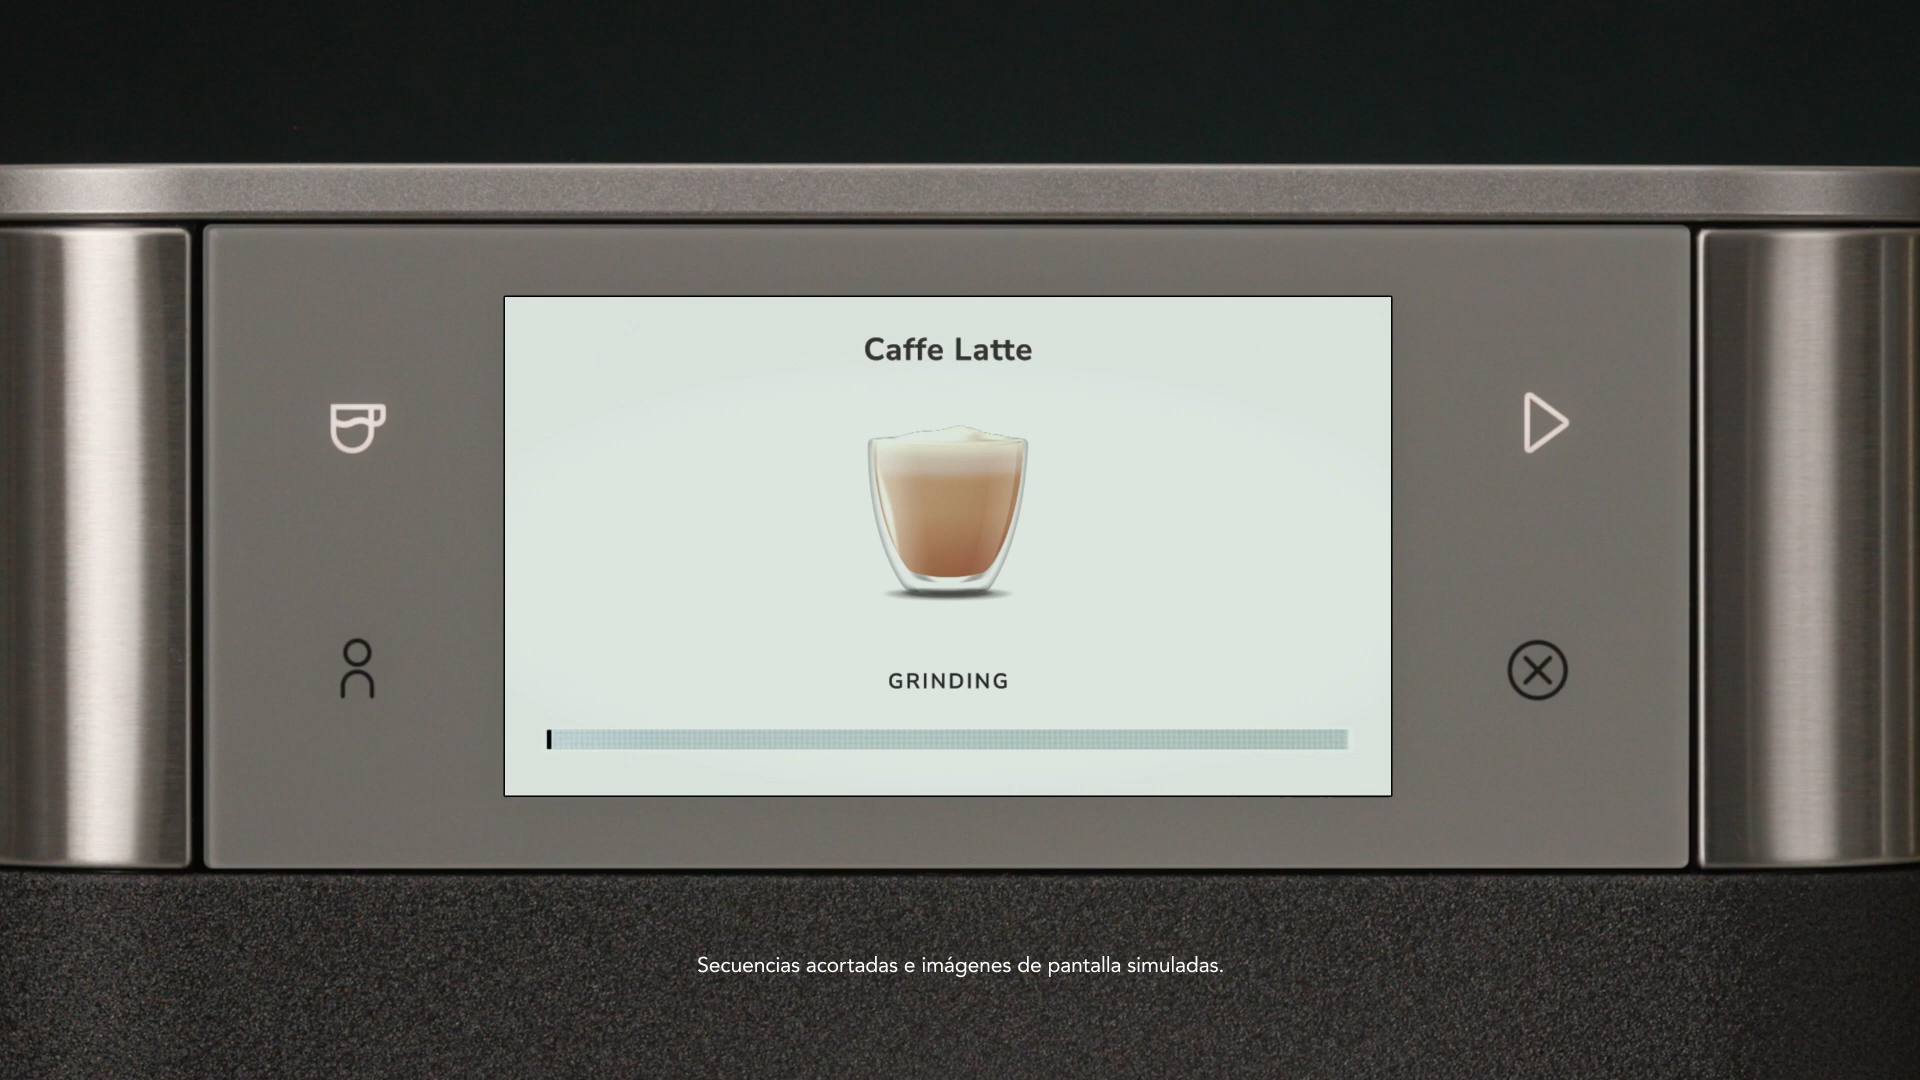 Caffe Latte
GRINDING
Secuencias acortadas e imágenes de pantalla simuladas.